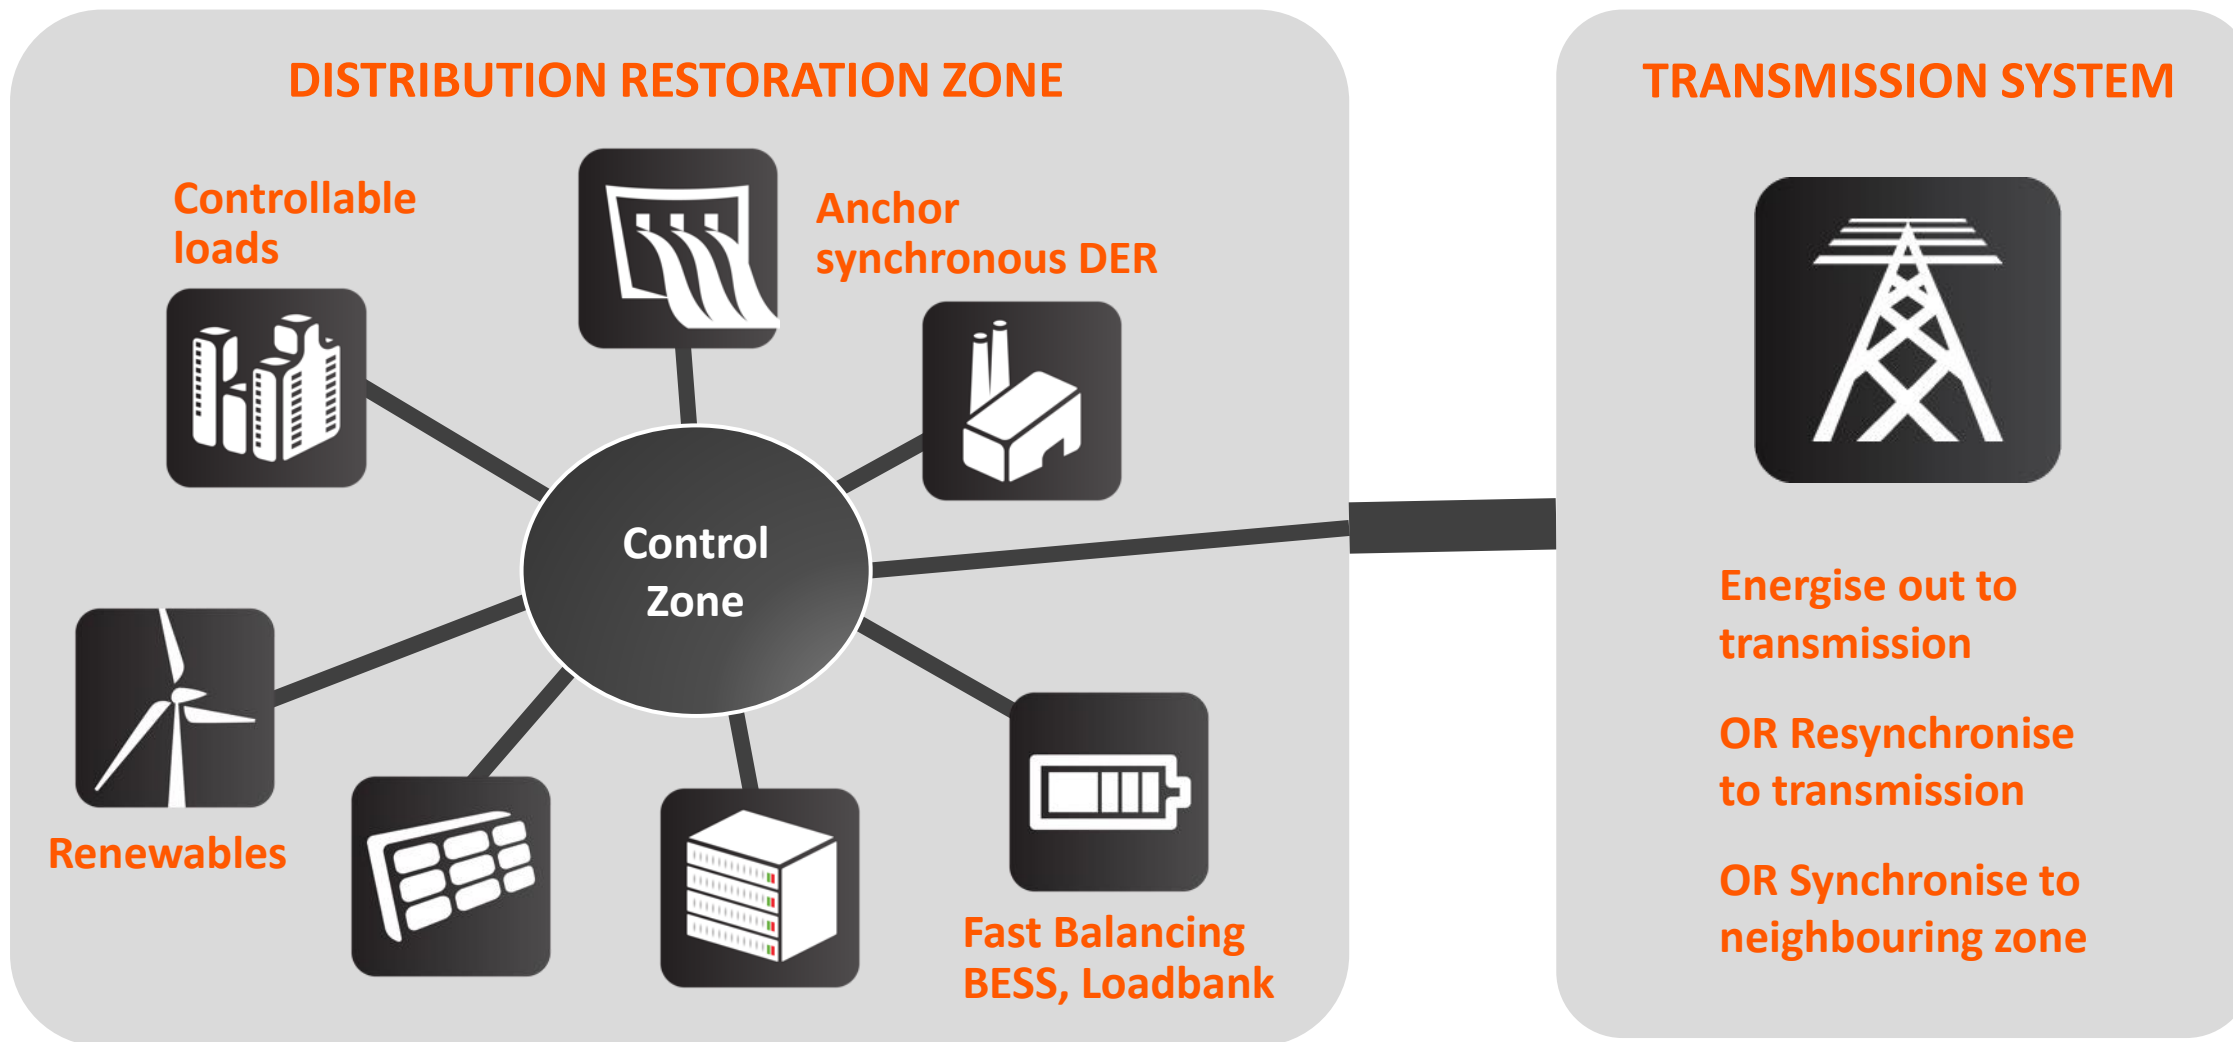 DISTRIBUTION RESTORATION ZONE
Controllable
loads
Anchor
synchronous DER
Control
Zone
Renewables
Fast Balancing
BESS, Loadbank
TRANSMISSION SYSTEM
Energise out to
transmission
OR Resynchronise
to transmission
OR Synchronise to
neighbouring zone